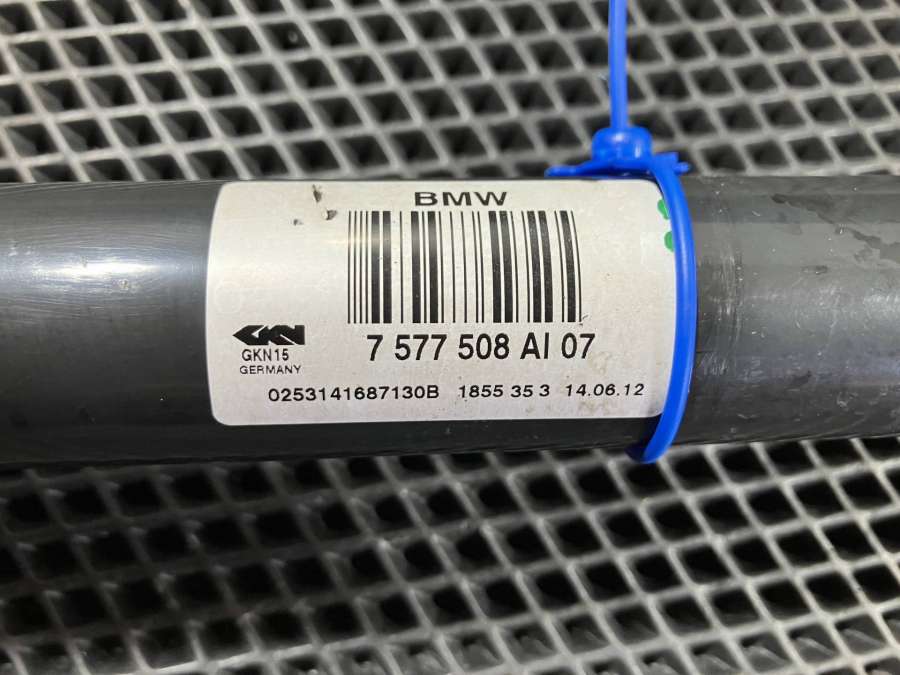 BMW
7 577 508 AI 07
GKN
GKN15
GERMANY
0253141687130B 1855 35 3 14.06.12